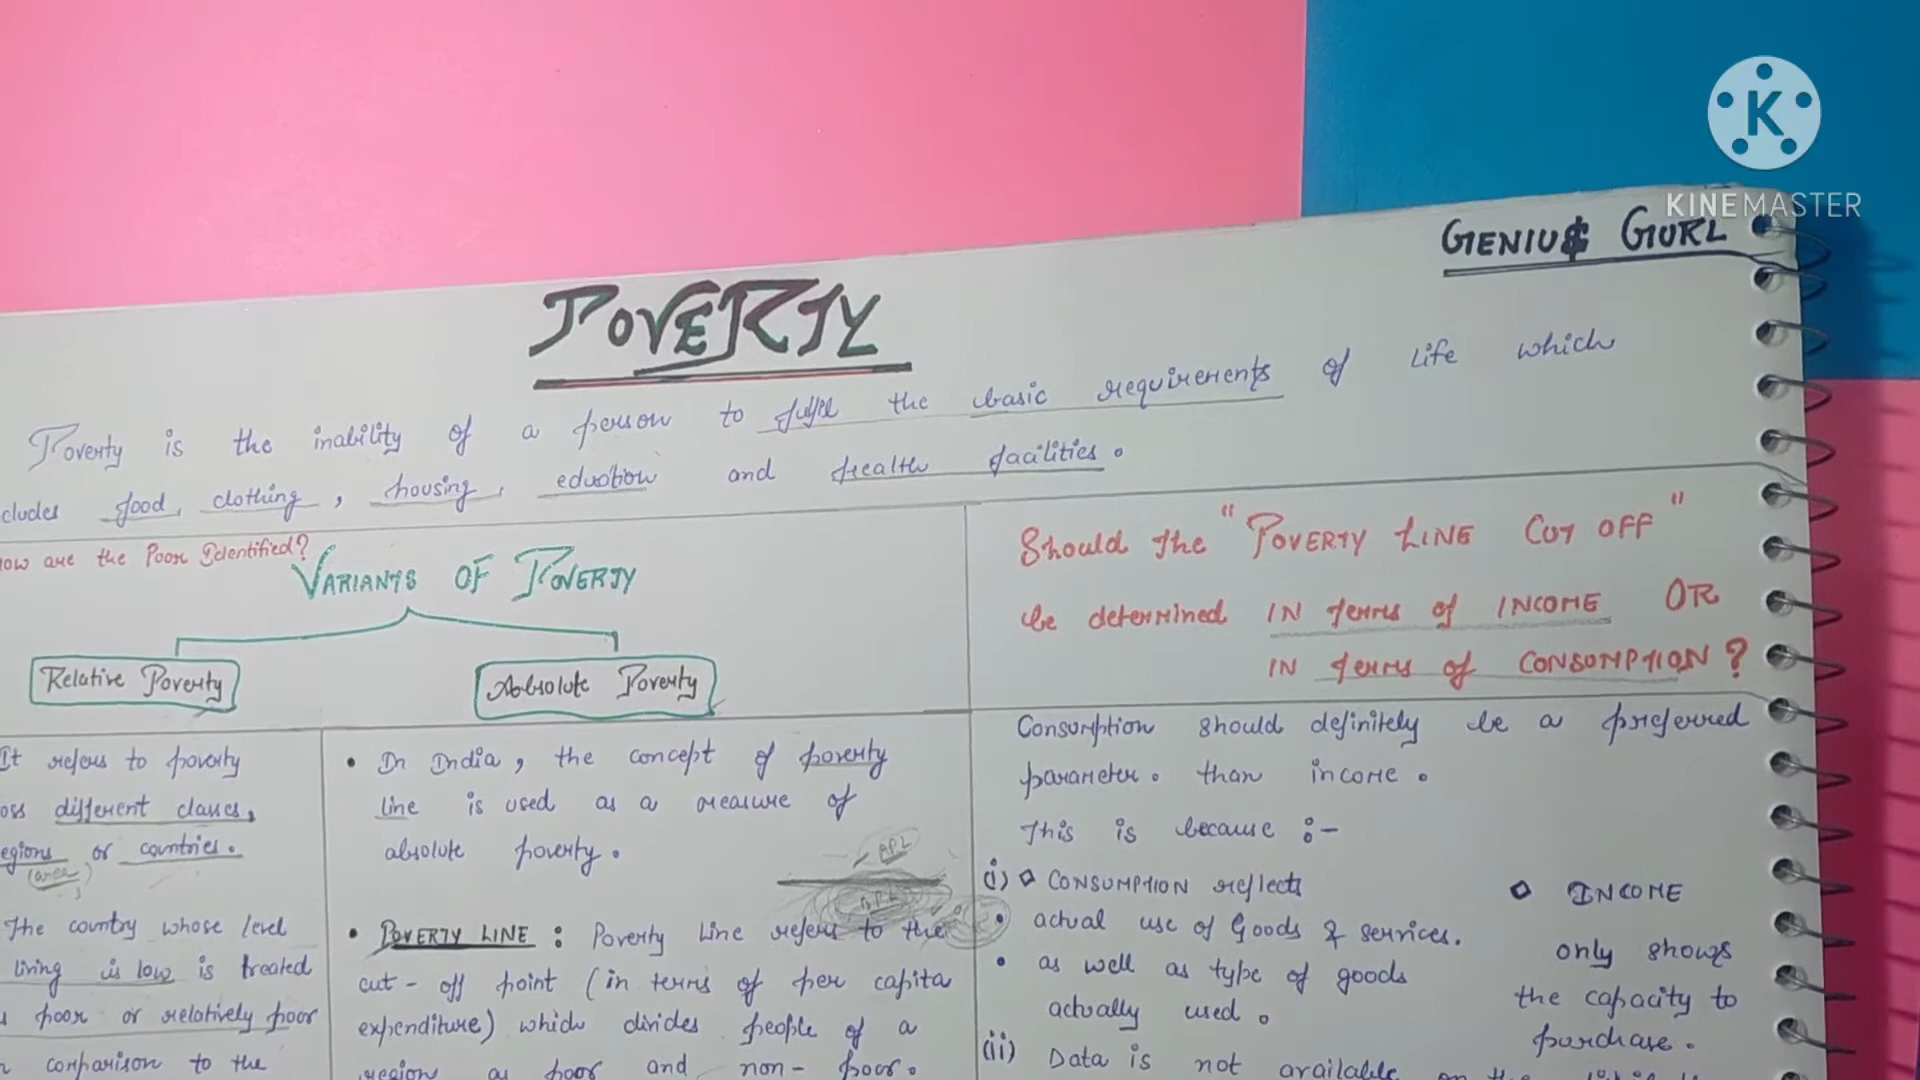 K
KINEMASTER
GENIU$ GURL
POVERTY
Poverty is the inability of a person to fulfil the basic requirements of life which
cludes food, clothing, housing, education and health facilities.
How are the Poor Identified?
VARIANTS OF POVERTY
Relative Poverty
Absolute Poverty
Should the "POVERTY LINE CUT OFF"
be determined IN terms of INCOME OR
IN terms of CONSUMPTION?
It refers to poverty
oss different classes,
egions or countries.
(area)
The country whose level
living is low is treated
s poor or relatively poor
comparison to the
• In India, the concept of poverty
line is used as a measure of
absolute poverty.
APL
BPL
• POVERTY LINE : Poverty Line refers to the
cut-off point (in terms of per capita
expenditure) which divides people of a
region as poor and non-poor.
Consumption should definitely be a preferred
parameter. than income.
This is because :-
(i) CONSUMPTION reflects
• actual use of Goods & services.
• as well as type of goods
actually used.
INCOME
only shows
the capacity to
purchase.
(ii) Data is not available on the